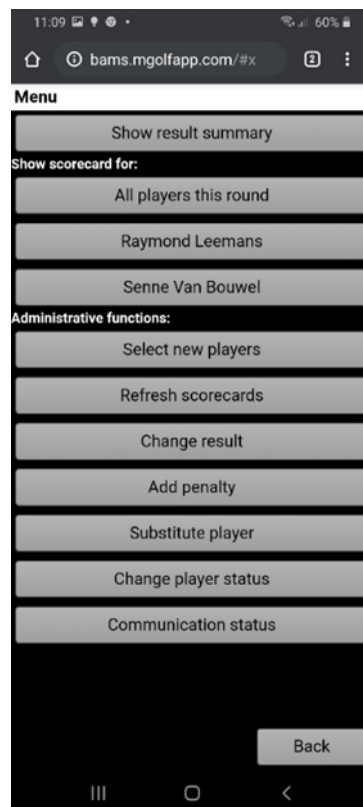 11:09
60%
bams.mgolfapp.com/#x
2
Menu
Show result summary
Show scorecard for:
All players this round
Raymond Leemans
Senne Van Bouwel
Administrative functions:
Select new players
Refresh scorecards
Change result
Add penalty
Substitute player
Change player status
Communication status
Back